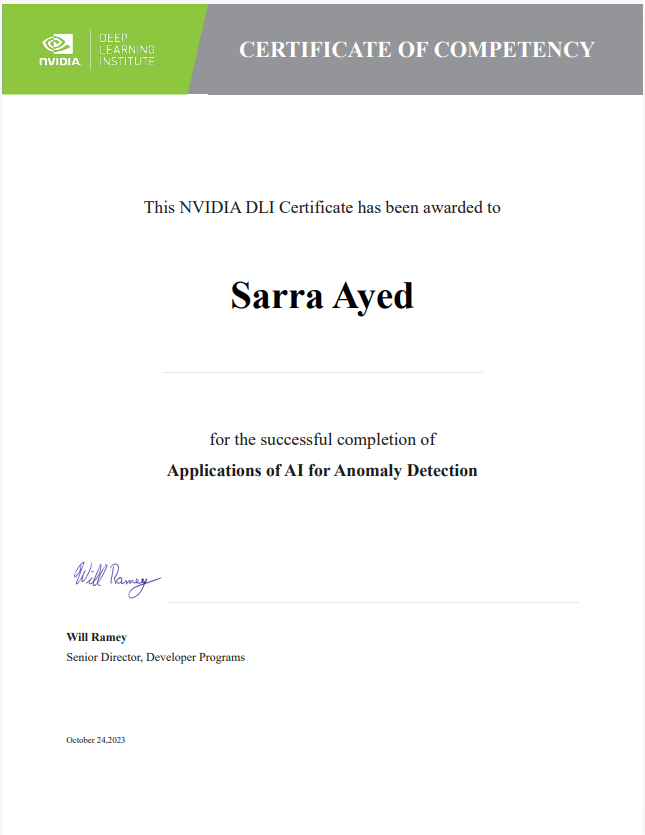 NVIDIA.
DEEP
LEARNING
INSTITUTE
CERTIFICATE OF COMPETENCY
This NVIDIA DLI Certificate has been awarded to
Sarra Ayed
for the successful completion of
Applications of AI for Anomaly Detection
Will Ramey
Will Ramey
Senior Director, Developer Programs
October 24,2023